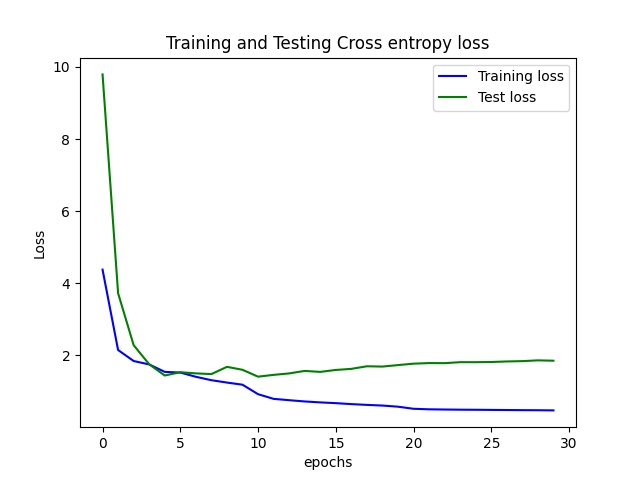 Training and Testing Cross entropy loss
Training loss
Test loss
10
8
6
4
2
Loss
0 5 10 15 20 25 30
epochs